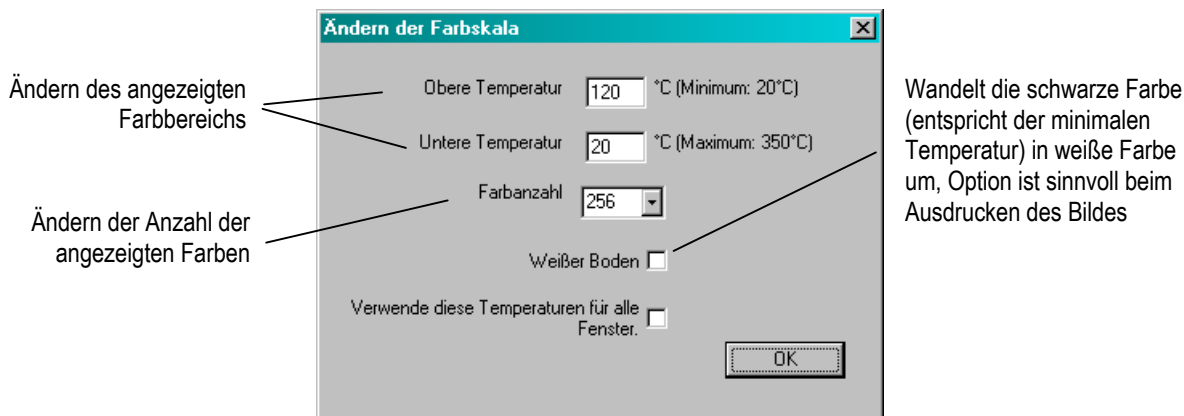 Ändern der Farbskala
Ändern des angezeigten
Farbbereichs
Obere Temperatur 120 °C (Minimum: 20°C)
Untere Temperatur 20 °C (Maximum: 350°C)
Farbanzahl 256
Ändern der Anzahl der
angezeigten Farben
Weißer Boden
Verwende diese Temperaturen für alle
Fenster.
OK
Wandelt die schwarze Farbe
(entspricht der minimalen
Temperatur) in weiße Farbe
um, Option ist sinnvoll beim
Ausdrucken des Bildes